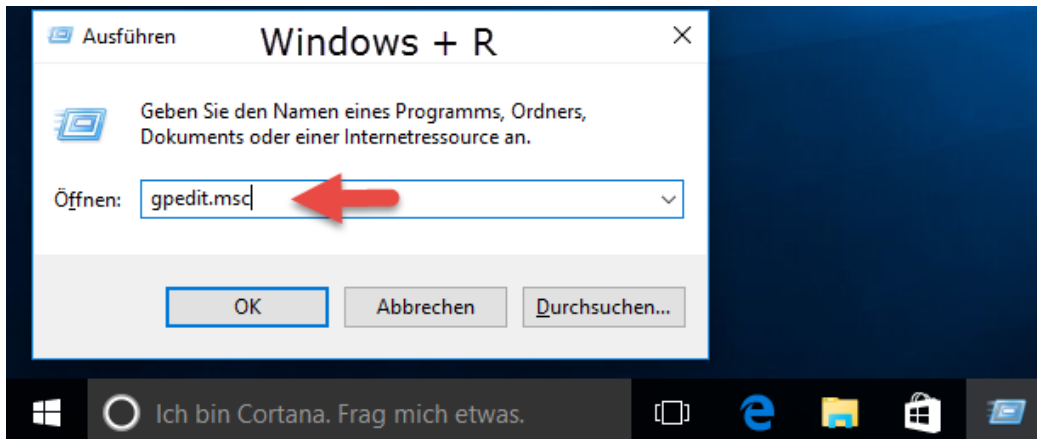 Ausführen
Windows + R
Geben Sie den Namen eines Programms, Ordners,
Dokuments oder einer Internetressource an.
Öffnen:
gpedit.msc
OK
Abbrechen
Durchsuchen...
Ich bin Cortana. Frag mich etwas.